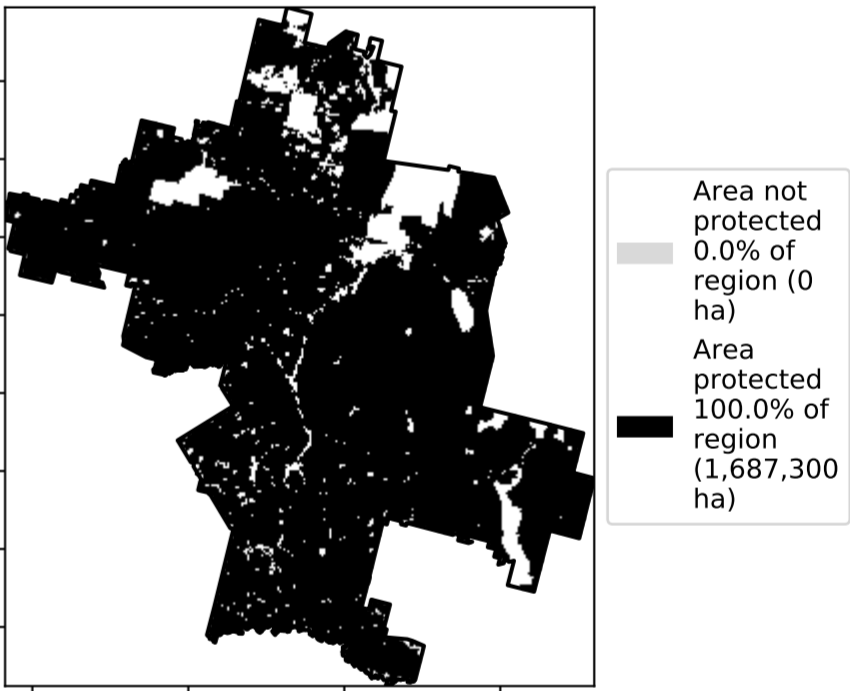 Area not
protected
0.0% of
region (0
ha)
Area
protected
100.0% of
region
(1,687,300
ha)